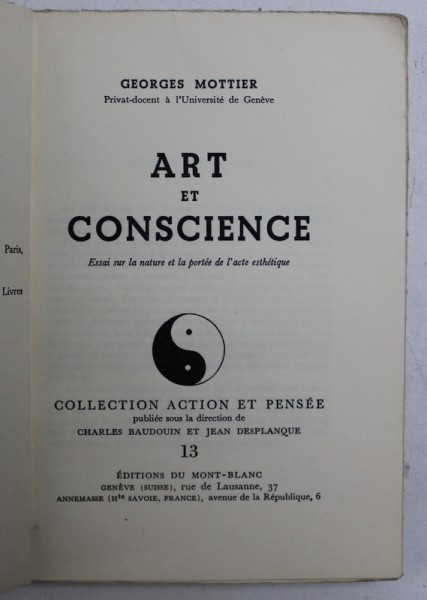 GEORGES MOTTIER
Privat-docent à l'Université de Genève
ART
ET
CONSCIENCE
Essai sur la nature et la portée de l'acte esthétique
Paris,
Livres
COLLECTION ACTION ET PENSÉE
publiée sous la direction de
CHARLES BAUDOUIN ET JEAN DESPLANQUE
13
ÉDITIONS DU MONT-BLANC
GENÈVE (SUISSE), rue de Lausanne, 37
ANNEMASSE (Hte SAVOIE, FRANCE), avenue de la République, 6